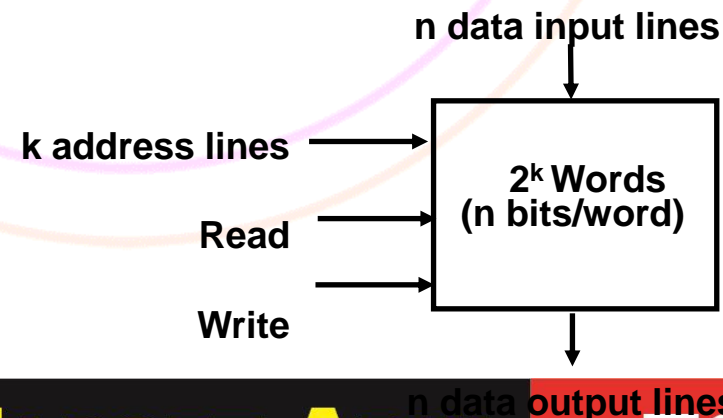 n data input lines
k address lines
2ᵏ Words
(n bits/word)
Read
Write
n data output lines